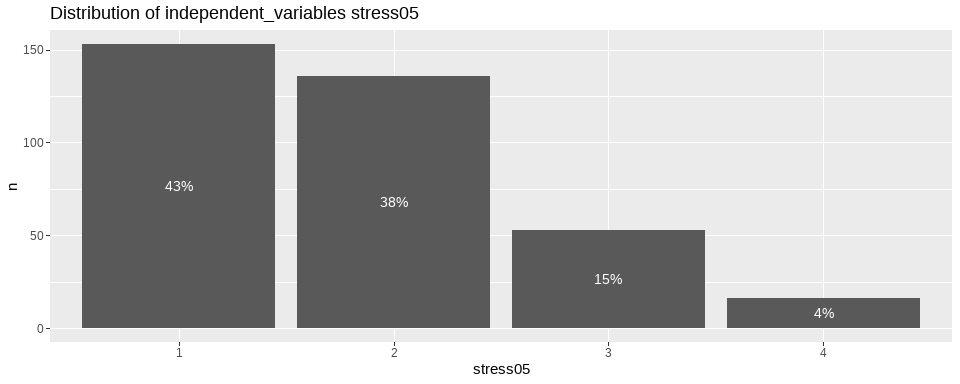 Distribution of independent_variables stress05
150
100
50
0
n
43%
38%
15%
4%
1 2 3 4
stress05